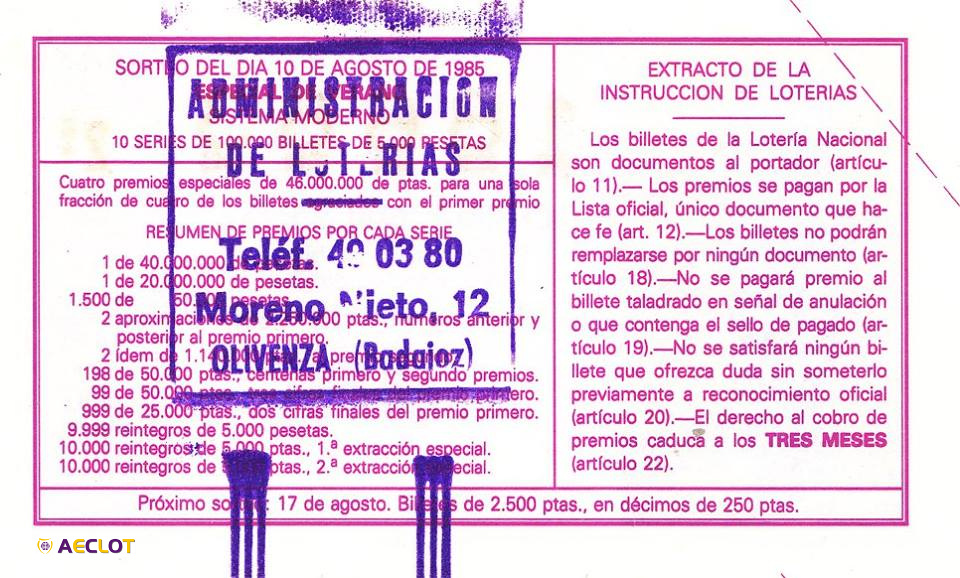 SORTEO DEL DIA 10 DE AGOSTO DE 1985
ESPECIAL DE VERANO
SISTEMA MODERNO
10 SERIES DE 100.000 BILLETES DE 5.000 PESETAS
Cuatro premios especiales de 46.000.000 de ptas. para una sola
fracción de cuatro de los billetes agraciados con el primer premio
RESUMEN DE PREMIOS POR CADA SERIE
1 de 40.000.000 de pesetas.
1 de 20.000.000 de pesetas.
1.500 de 50.000 pesetas.
2 aproximaciones de 2.250.000 ptas., números anterior y
posterior al premio primero.
2 ídem de 1.140.000 ptas., al premio segundo.
198 de 50.000 ptas., centenas primero y segundo premios.
99 de 50.000 ptas., tres cifras finales del premio primero.
999 de 25.000 ptas., dos cifras finales del premio primero.
9.999 reintegros de 5.000 pesetas.
10.000 reintegros de 5.000 ptas., 1.ª extracción especial.
10.000 reintegros de ptas., 2.ª extracción especial.
ADMINISTRACION
DE LOTERIAS
Teléf. 03 80
Moreno Nieto, 12
OLIVENZA (Badajoz)
EXTRACTO DE LA
INSTRUCCION DE LOTERIAS
Los billetes de la Lotería Nacional
son documentos al portador (artícu-
lo 11).— Los premios se pagan por la
Lista oficial, único documento que ha-
ce fe (art. 12).—Los billetes no podrán
remplazarse por ningún documento (ar-
tículo 18).—No se pagará premio al
billete taladrado en señal de anulación
o que contenga el sello de pagado (ar-
tículo 19).—No se satisfará ningún bi-
llete que ofrezca duda sin someterlo
previamente a reconocimiento oficial
(artículo 20).—El derecho al cobro de
premios caduca a los TRES MESES
(artículo 22).
Próximo sorteo: 17 de agosto. Billetes de 2.500 ptas., en décimos de 250 ptas.
AECLOT